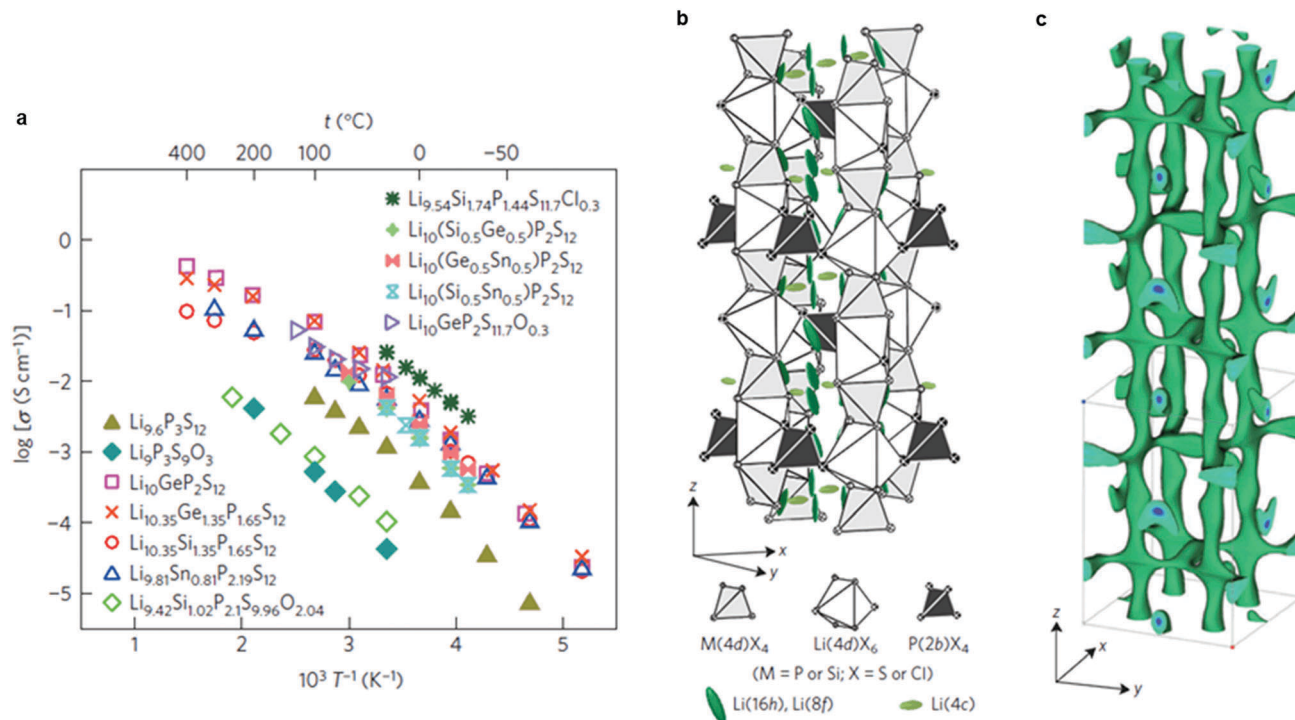 a
t (°C)
400 200 100 0 −50
log [σ (S cm⁻¹)]
0
−1
−2
−3
−4
−5
Li₉.₅₄Si₁.₇₄P₁.₄₄S₁₁.₇Cl₀.₃
Li₁₀(Si₀.₅Ge₀.₅)P₂S₁₂
Li₁₀(Ge₀.₅Sn₀.₅)P₂S₁₂
Li₁₀(Si₀.₅Sn₀.₅)P₂S₁₂
Li₁₀GeP₂S₁₁.₇O₀.₃
Li₉.₆P₃S₁₂
Li₉P₃S₉O₃
Li₁₀GeP₂S₁₂
Li₁₀.₃₅Ge₁.₃₅P₁.₆₅S₁₂
Li₁₀.₃₅Si₁.₃₅P₁.₆₅S₁₂
Li₉.₈₁Sn₀.₈₁P₂.₁₉S₁₂
Li₉.₄₂Si₁.₀₂P₂.₁S₉.₉₆O₂.₀₄
1 2 3 4 5
10³ T⁻¹ (K⁻¹)
b
z
x
y
M(4d)X₄ Li(4d)X₆ P(2b)X₄
(M = P or Si; X = S or Cl)
Li(16h), Li(8f) Li(4c)
c
z
x
y